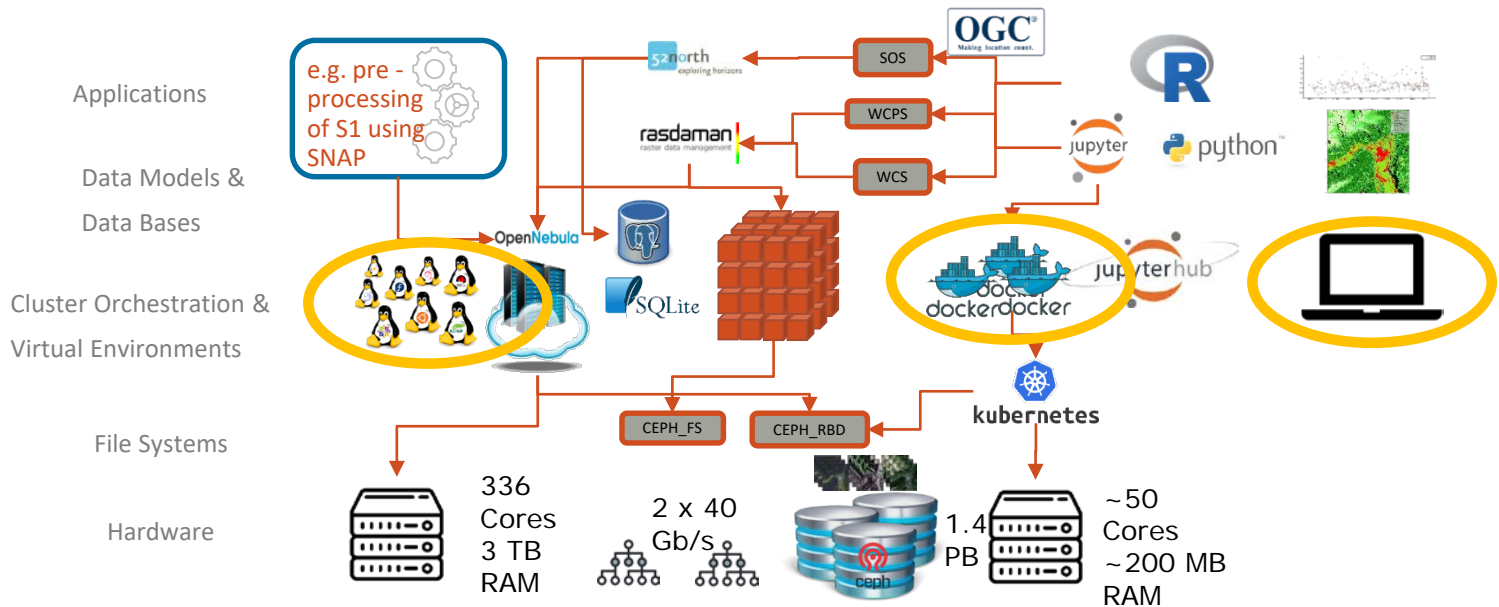 Applications
Data Models &
Data Bases
Cluster Orchestration &
Virtual Environments
File Systems
Hardware
e.g. pre -
processing
of S1 using
SNAP
52north
exploring horizons
SOS
OGC®
Making location count.
R
WCPS
rasdaman
raster data management
WCS
jupyter
python™
OpenNebula
SQLite
docker
docker
docker
jupyterhub
kubernetes
CEPH_FS
CEPH_RBD
336
Cores
3 TB
RAM
2 x 40
Gb/s
ceph
1.4
PB
~50
Cores
~200 MB
RAM